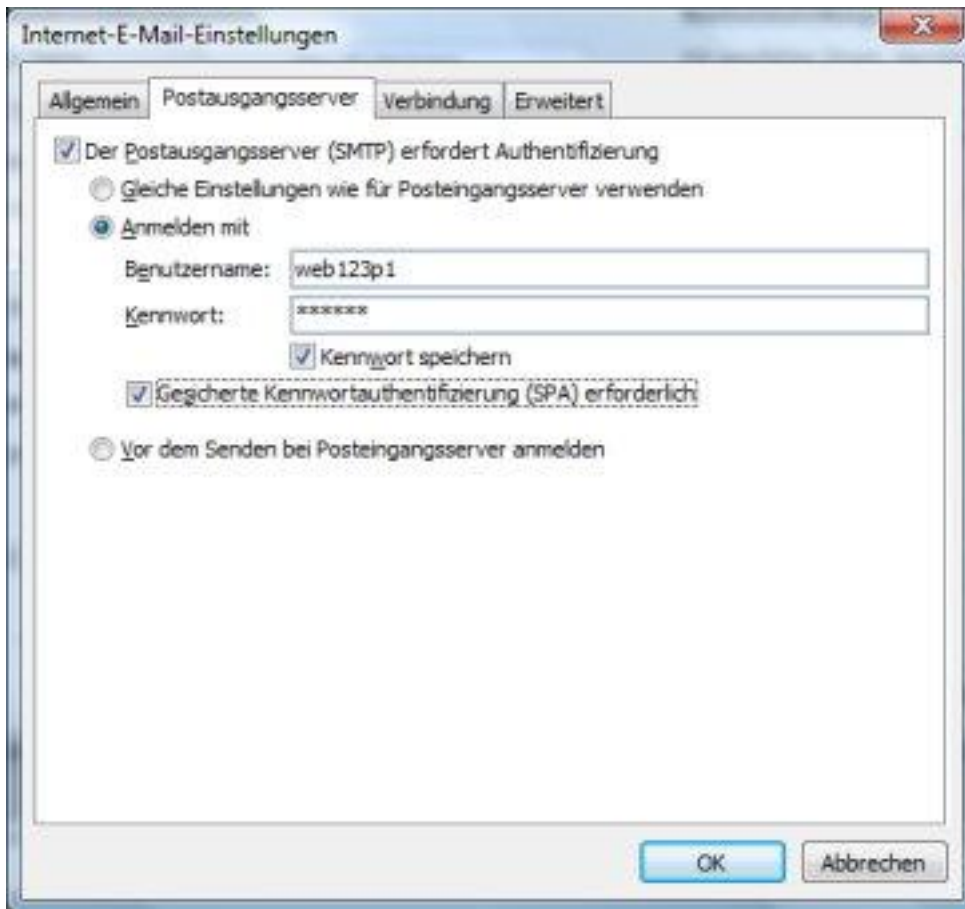 Internet-E-Mail-Einstellungen
Allgemein Postausgangsserver Verbindung Erweitert
Der Postausgangsserver (SMTP) erfordert Authentifizierung
Gleiche Einstellungen wie für Posteingangsserver verwenden
Anmelden mit
Benutzername: web123p1
Kennwort: ******
Kennwort speichern
Gesicherte Kennwortauthentifizierung (SPA) erforderlich
Vor dem Senden bei Posteingangsserver anmelden
OK Abbrechen